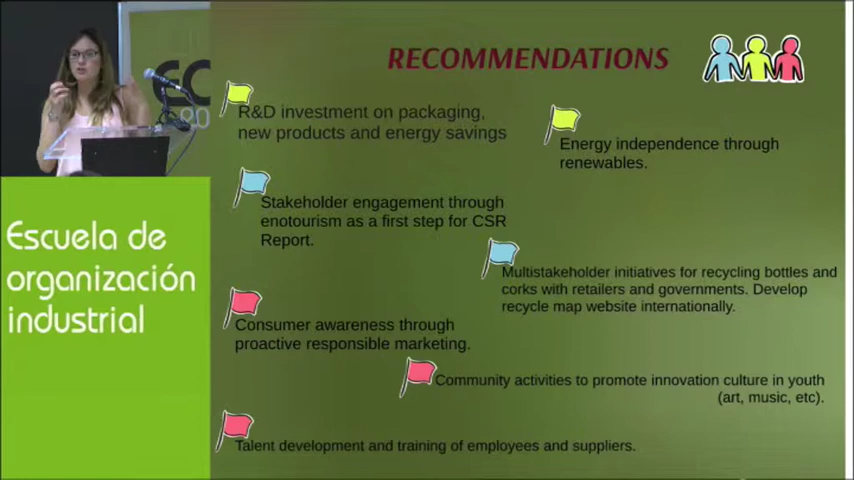 RECOMMENDATIONS
R&D investment on packaging,
new products and energy savings
Energy independence through
renewables.
Stakeholder engagement through
enotourism as a first step for CSR
Report.
Multistakeholder initiatives for recycling bottles and
corks with retailers and governments. Develop
recycle map website internationally.
Consumer awareness through
proactive responsible marketing.
Community activities to promote innovation culture in youth
(art, music, etc).
Talent development and training of employees and suppliers.
Escuela de
organización
industrial